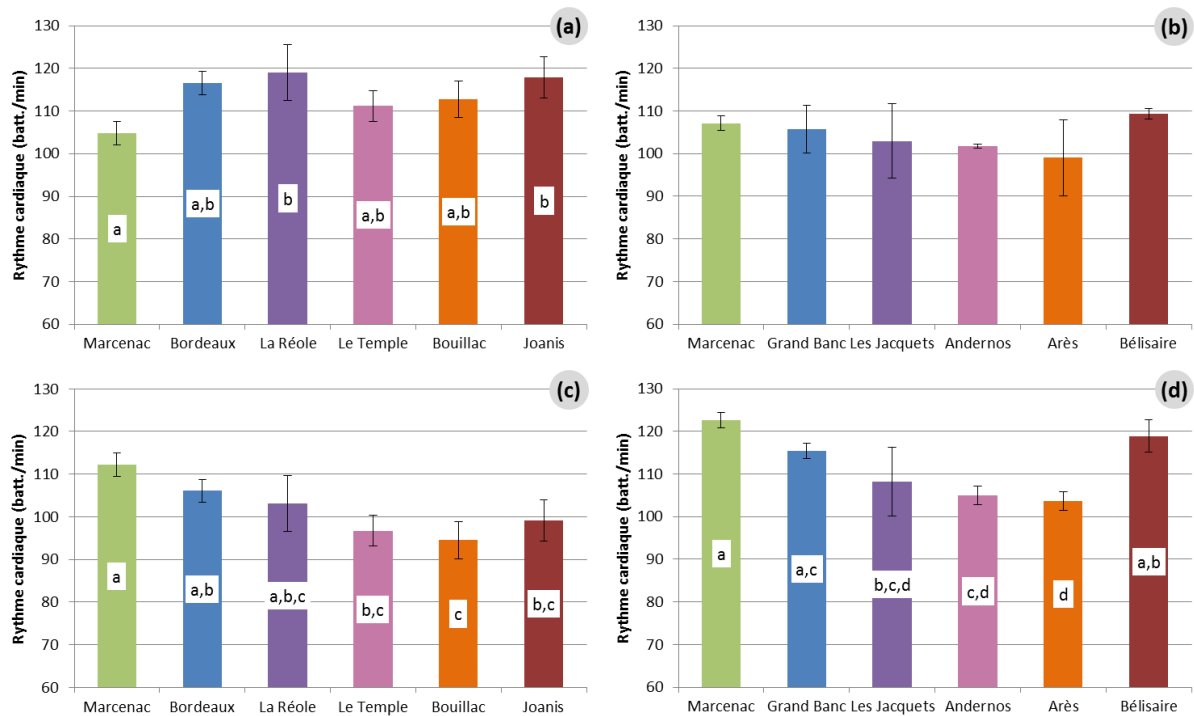 (a)
Rythme cardiaque (batt./min)
130
120
110
100
90
80
70
60
a
a,b
b
a,b
a,b
b
Marcenac Bordeaux La Réole Le Temple Bouillac Joanis
(b)
Rythme cardiaque (batt./min)
130
120
110
100
90
80
70
60
Marcenac Grand Banc Les Jacquets Andernos Arès Bélisaire
(c)
Rythme cardiaque (batt./min)
130
120
110
100
90
80
70
60
a
a,b
a,b,c
b,c
c
b,c
Marcenac Bordeaux La Réole Le Temple Bouillac Joanis
(d)
Rythme cardiaque (batt./min)
130
120
110
100
90
80
70
60
a
a,c
b,c,d
c,d
d
a,b
Marcenac Grand Banc Les Jacquets Andernos Arès Bélisaire